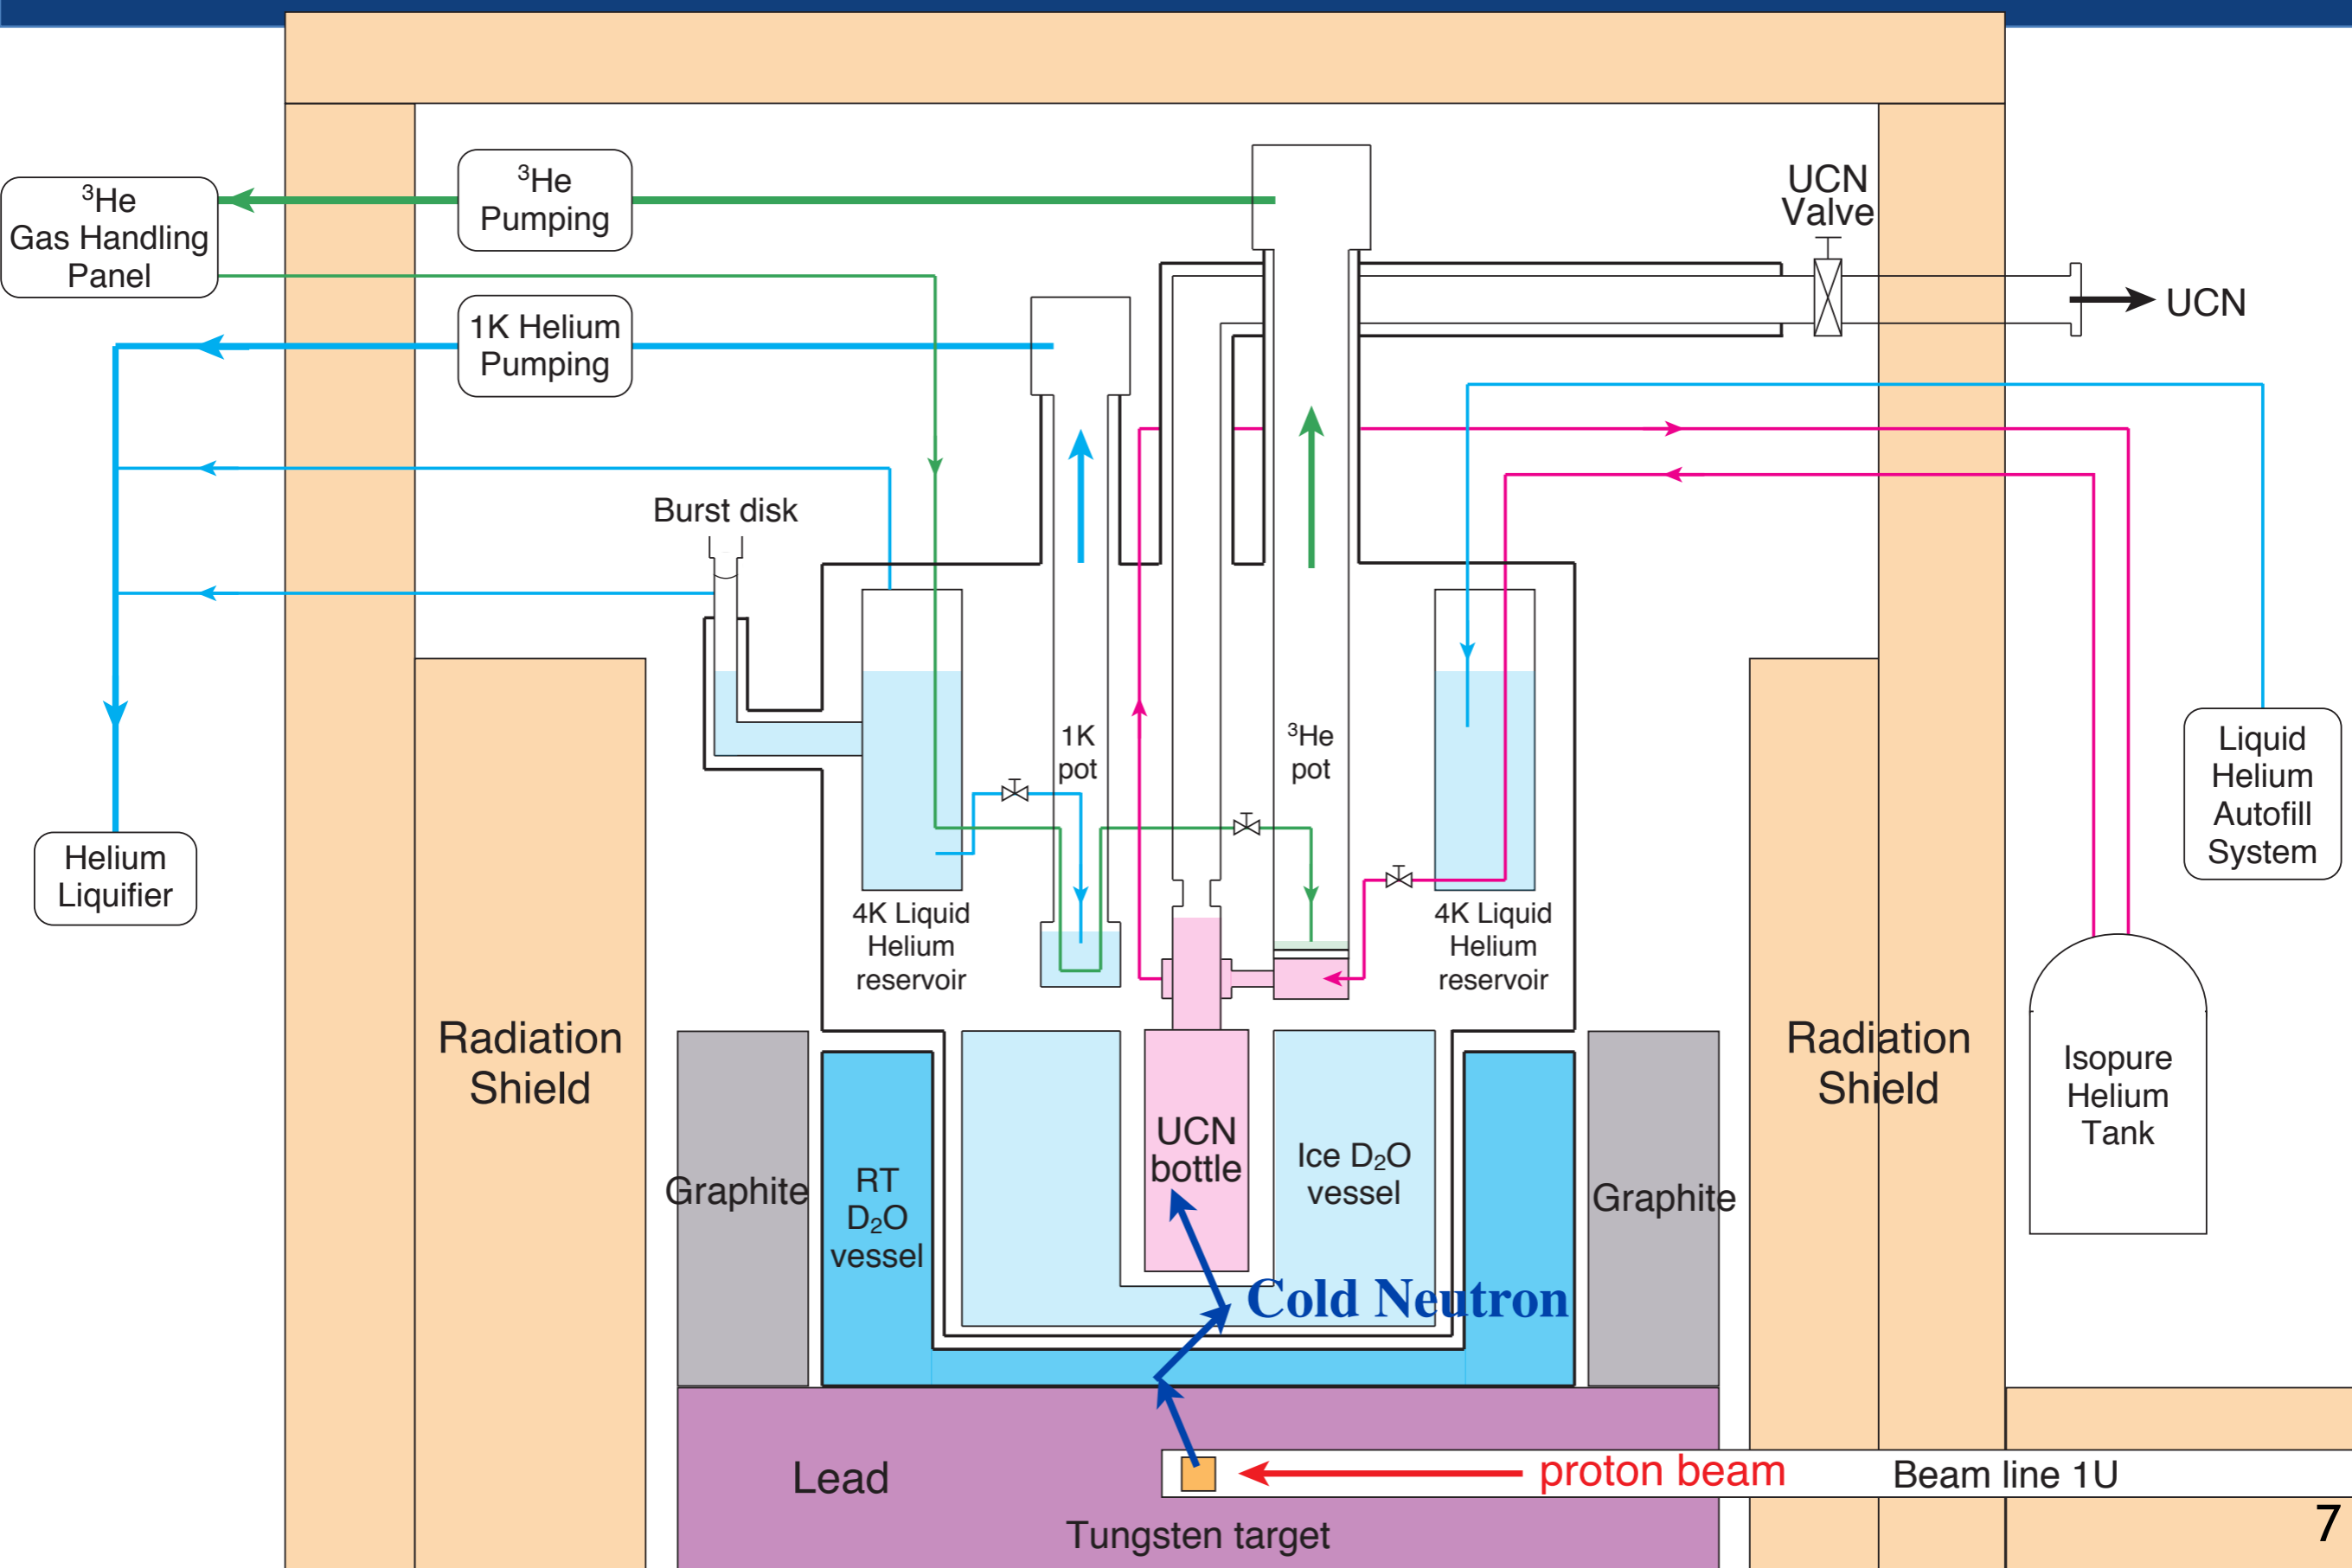 ³He
Gas Handling
Panel
³He
Pumping
UCN
Valve
UCN
1K Helium
Pumping
Burst disk
1K
pot
³He
pot
Liquid
Helium
Autofill
System
Helium
Liquifier
4K Liquid
Helium
reservoir
4K Liquid
Helium
reservoir
Radiation
Shield
Radiation
Shield
Isopure
Helium
Tank
Graphite
RT
D₂O
vessel
UCN
bottle
Ice D₂O
vessel
Graphite
Cold Neutron
Lead
proton beam
Beam line 1U
Tungsten target
7